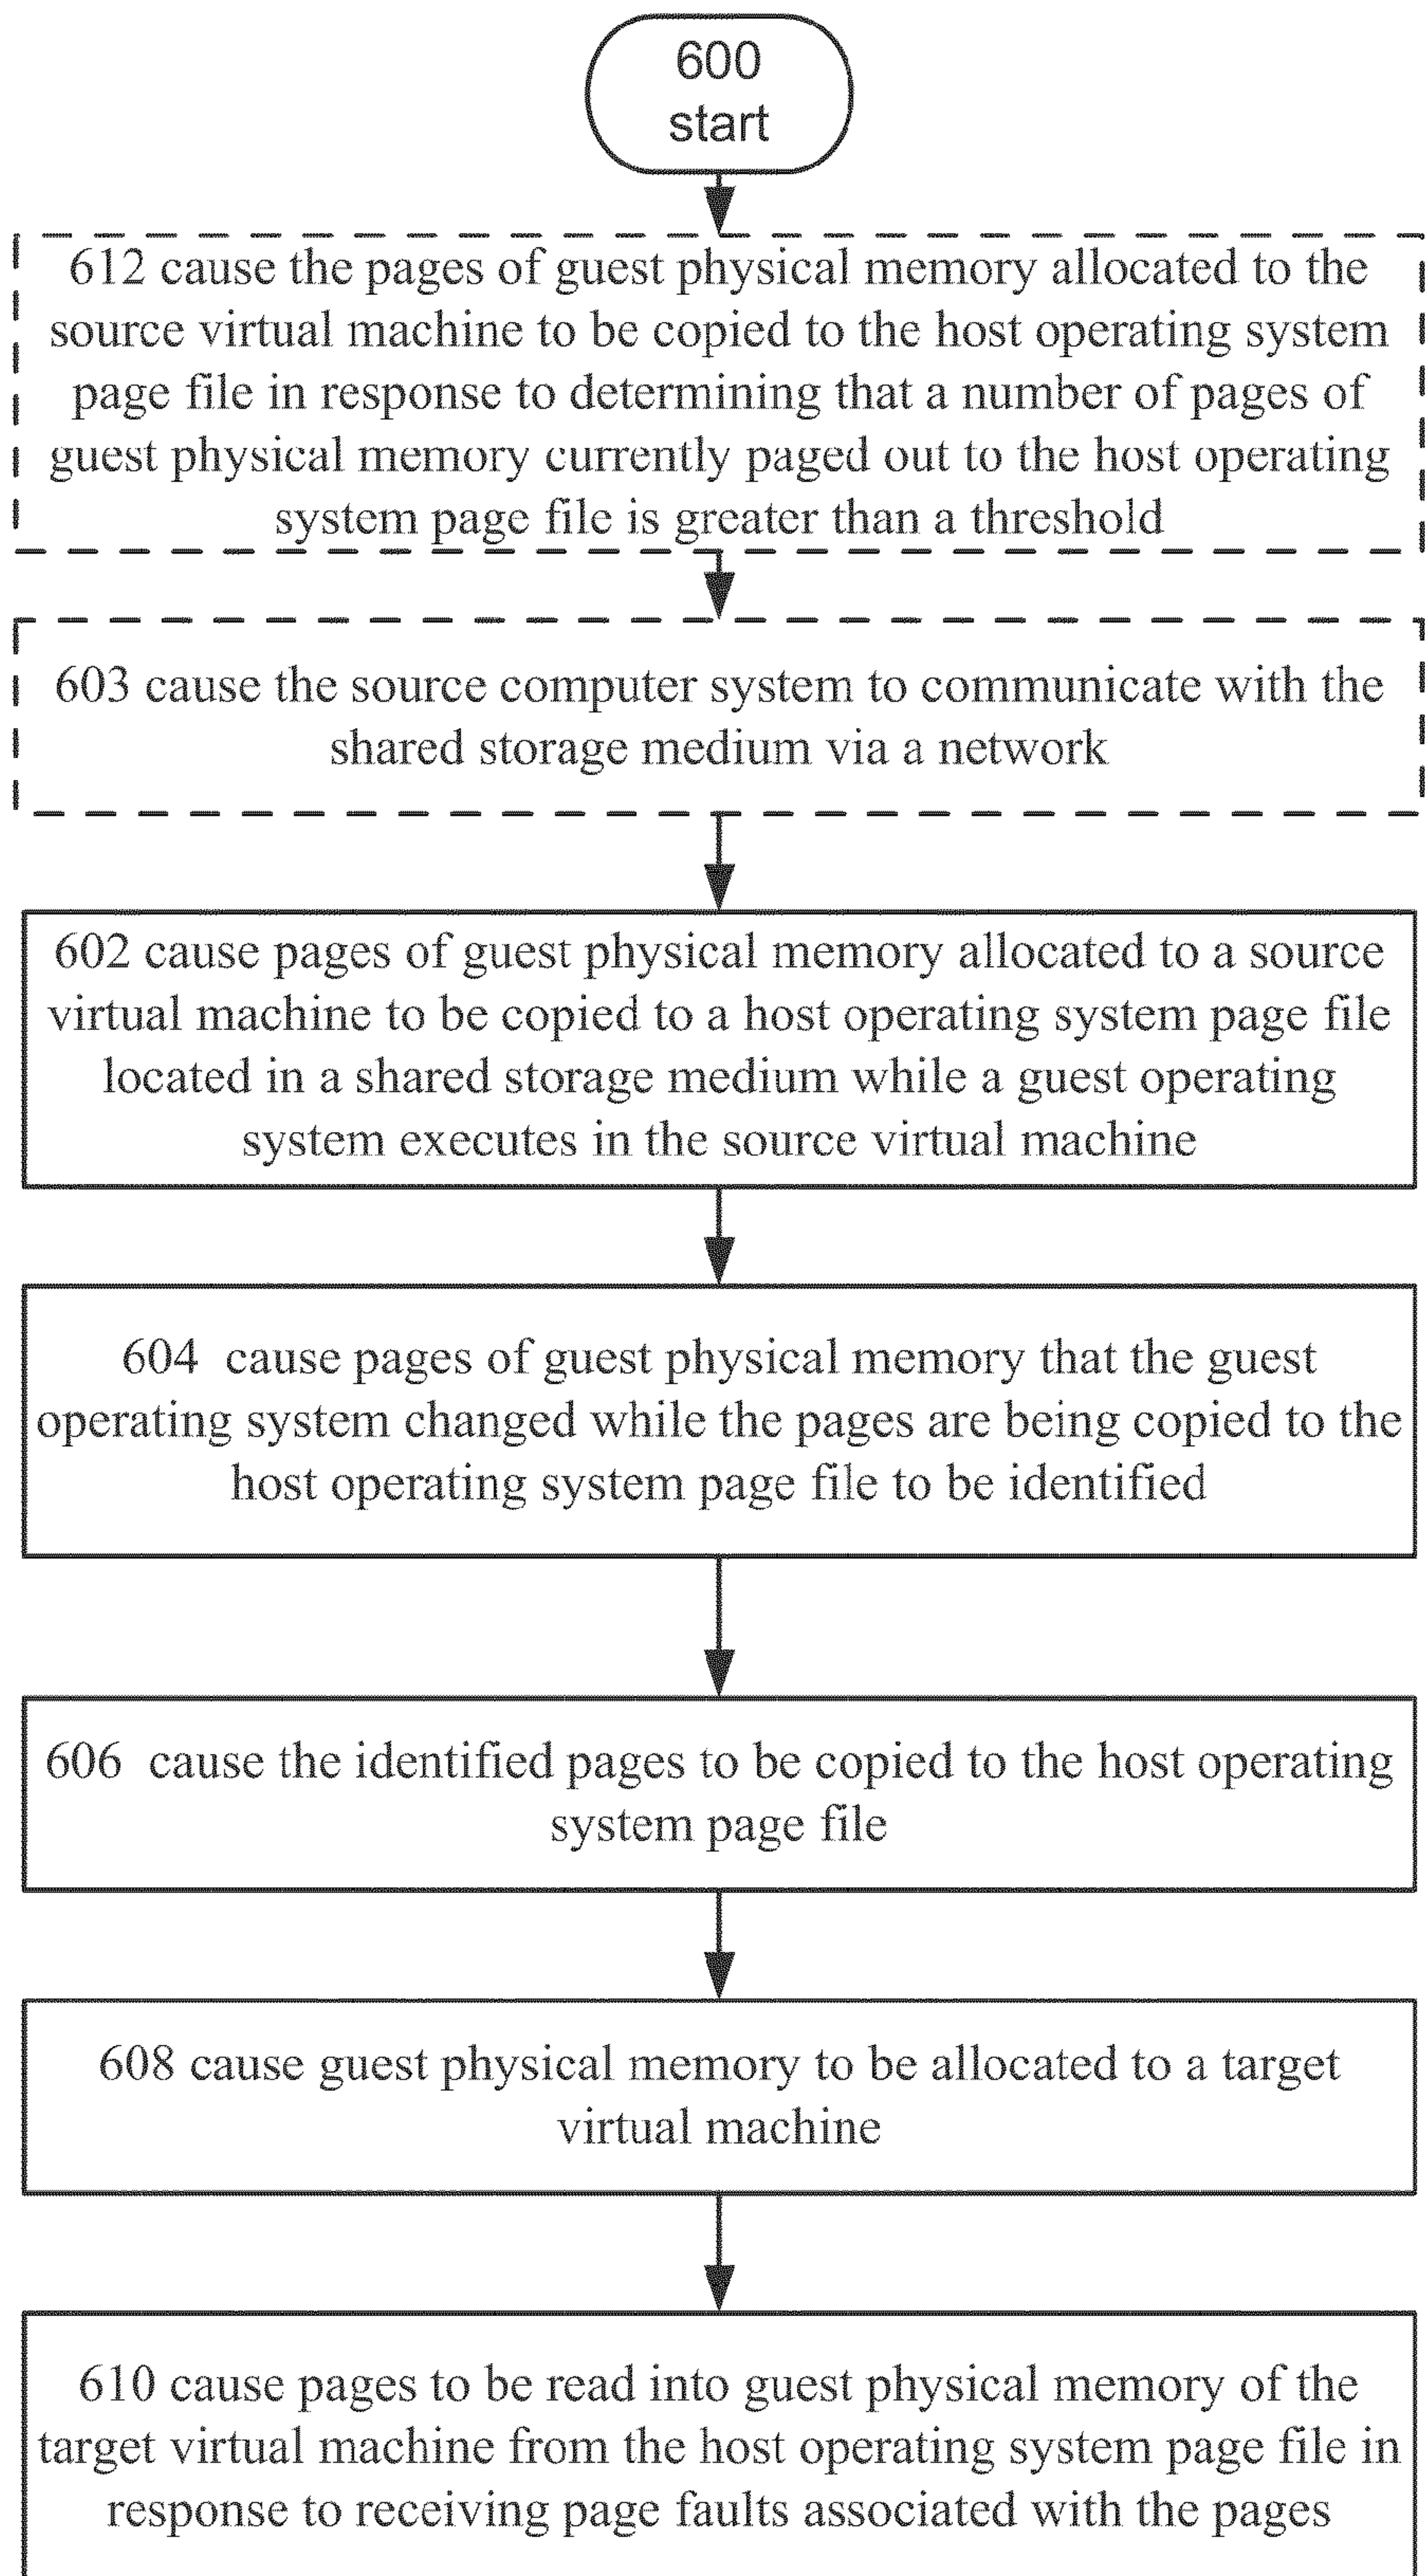 600
start
612 cause the pages of guest physical memory allocated to the
source virtual machine to be copied to the host operating system
page file in response to determining that a number of pages of
guest physical memory currently paged out to the host operating
system page file is greater than a threshold
603 cause the source computer system to communicate with the
shared storage medium via a network
602 cause pages of guest physical memory allocated to a source
virtual machine to be copied to a host operating system page file
located in a shared storage medium while a guest operating
system executes in the source virtual machine
604 cause pages of guest physical memory that the guest
operating system changed while the pages are being copied to the
host operating system page file to be identified
606 cause the identified pages to be copied to the host operating
system page file
608 cause guest physical memory to be allocated to a target
virtual machine
610 cause pages to be read into guest physical memory of the
target virtual machine from the host operating system page file in
response to receiving page faults associated with the pages